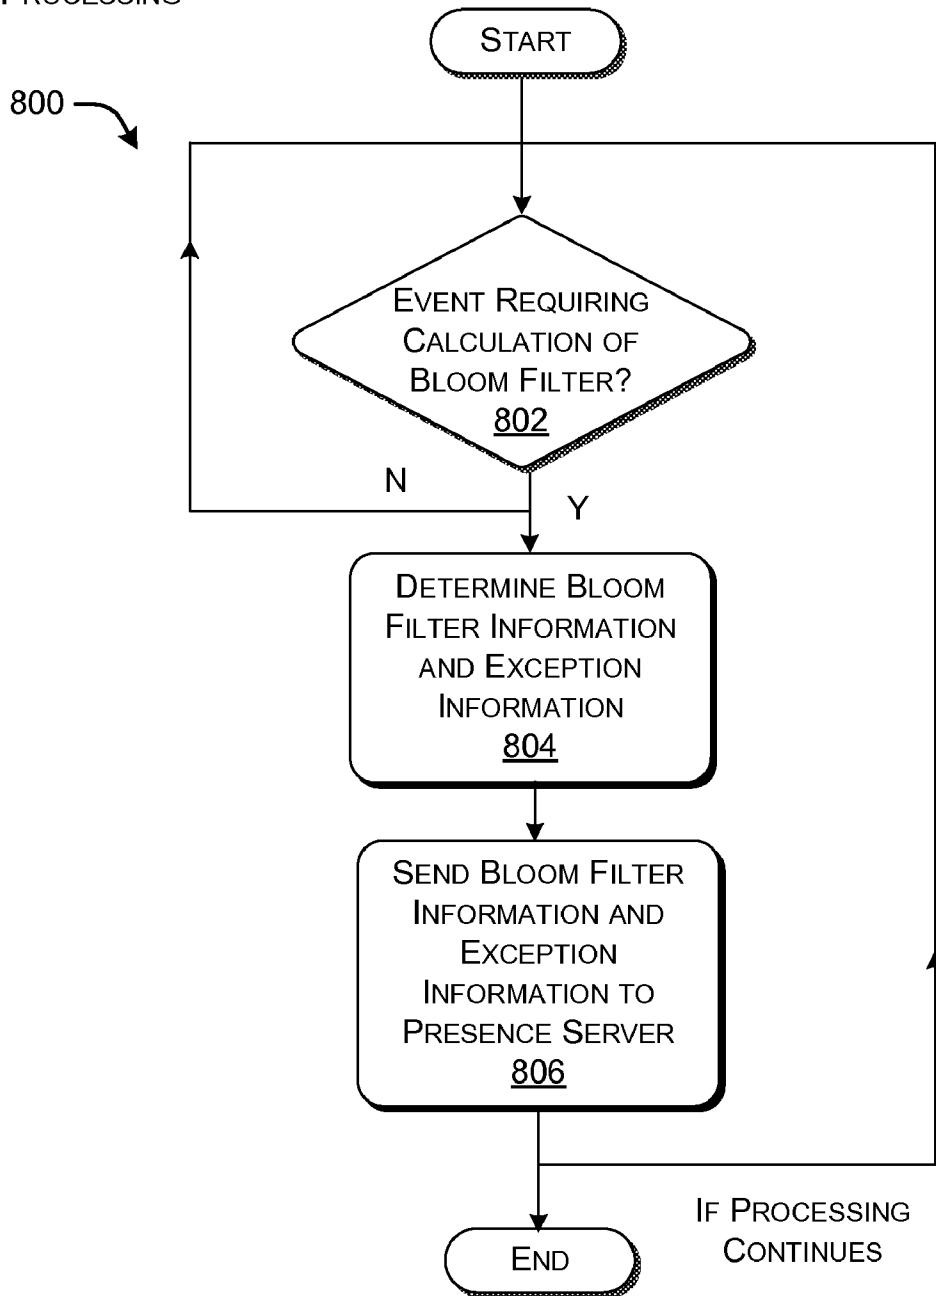 PROCESSING
START
800
EVENT REQUIRING
CALCULATION OF
BLOOM FILTER?
802
N
Y
DETERMINE BLOOM
FILTER INFORMATION
AND EXCEPTION
INFORMATION
804
SEND BLOOM FILTER
INFORMATION AND
EXCEPTION
INFORMATION TO
PRESENCE SERVER
806
IF PROCESSING
CONTINUES
END